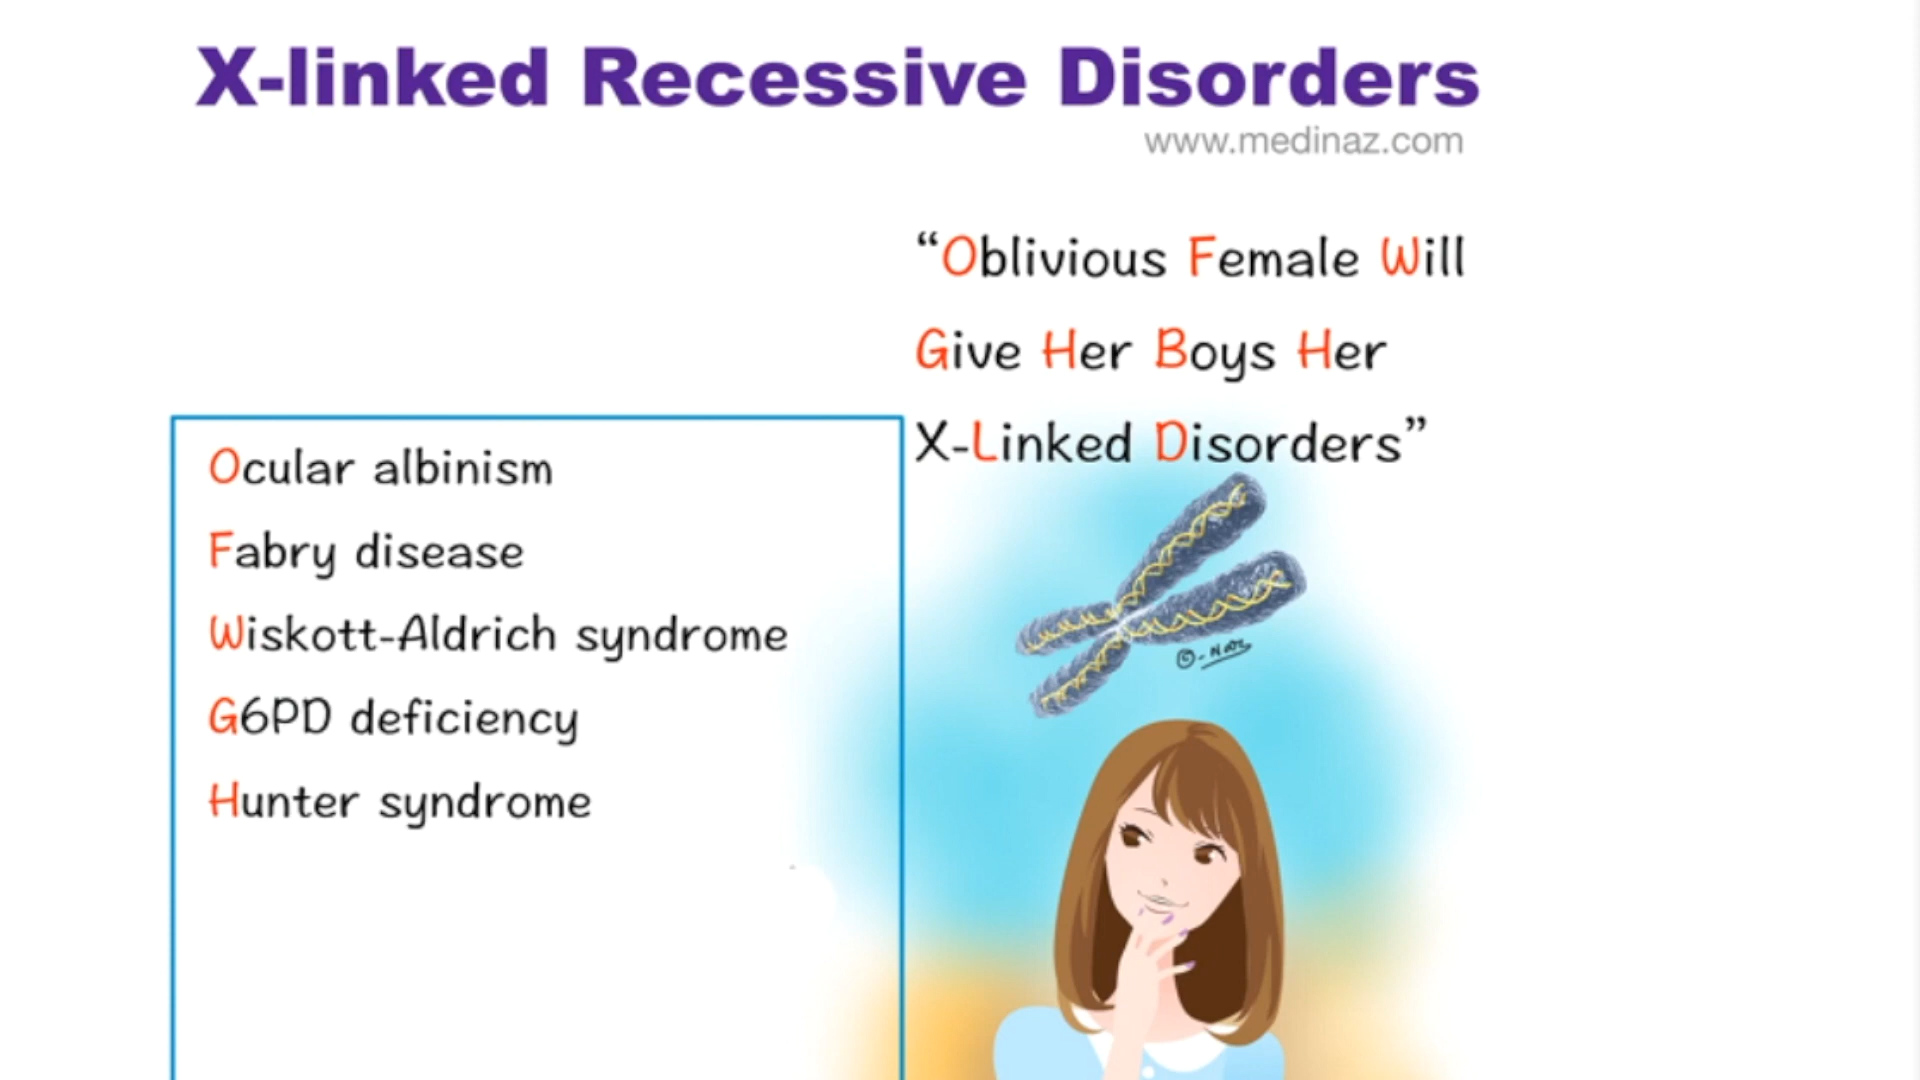 X-linked Recessive Disorders
www.medinaz.com
“Oblivious Female Will
Give Her Boys Her
X-Linked Disorders”
Ocular albinism
Fabry disease
Wiskott-Aldrich syndrome
G6PD deficiency
Hunter syndrome